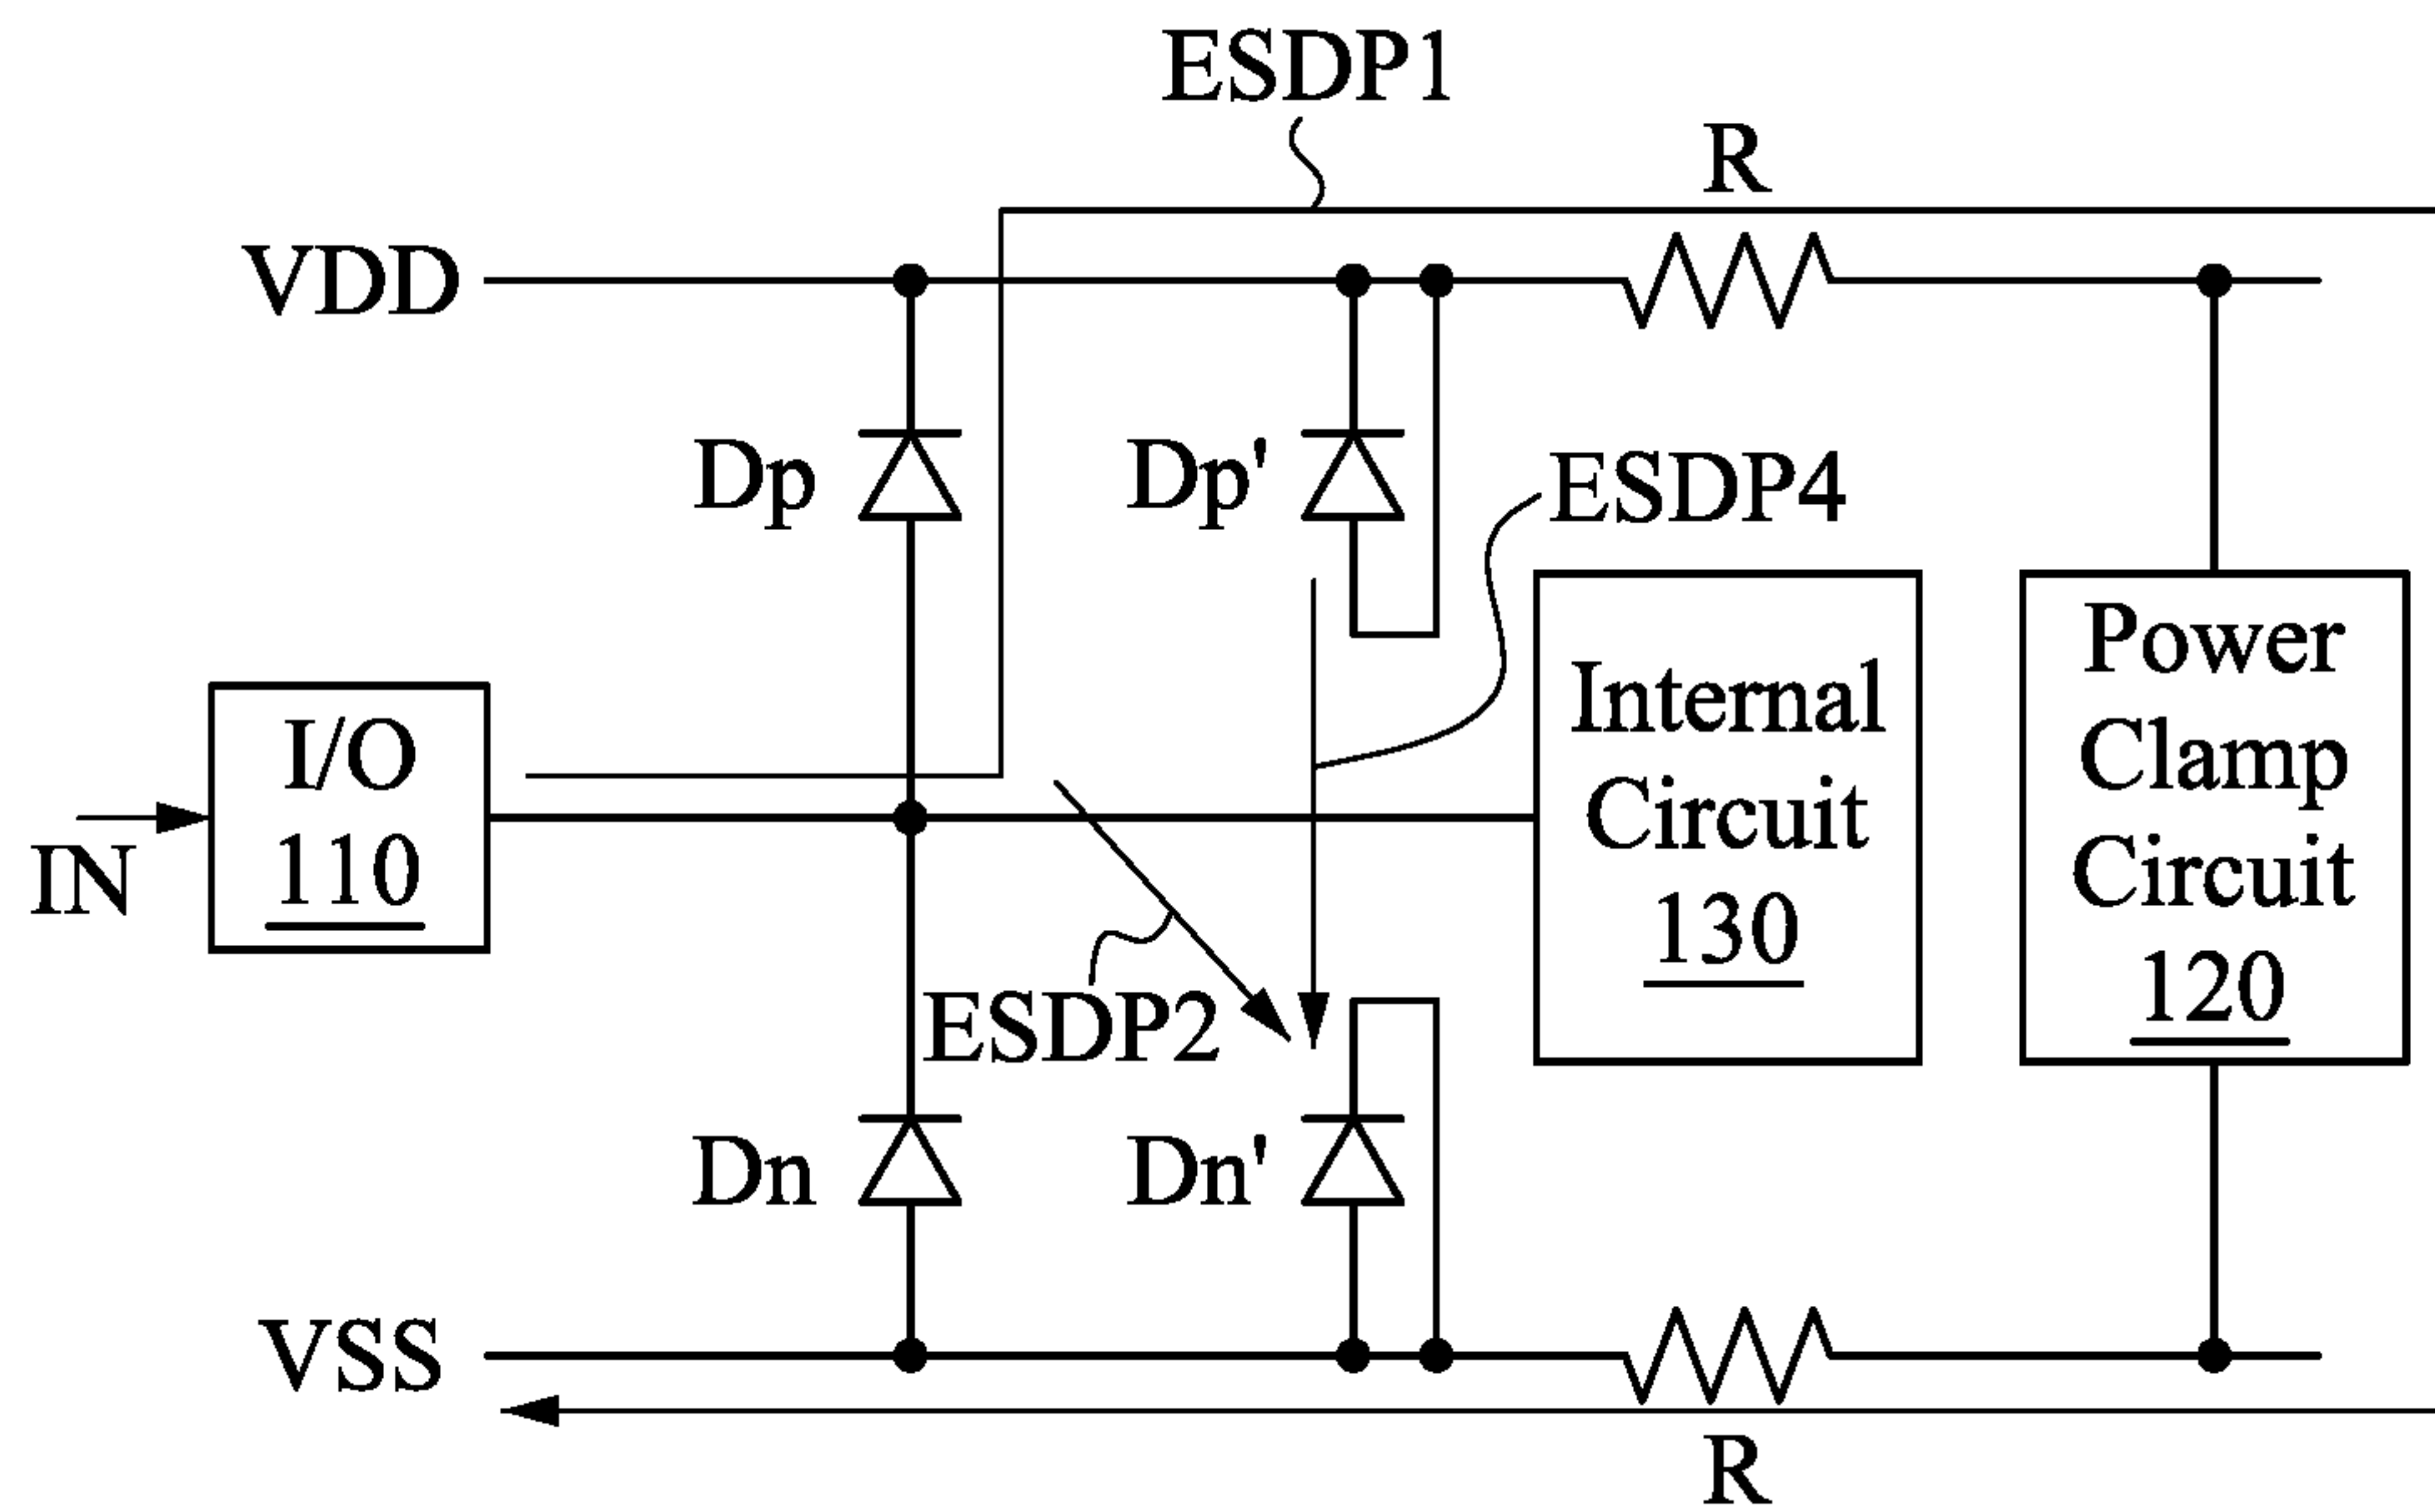 ESDP1
R
VDD
Dp
Dp'
ESDP4
I/O
110
IN
Internal
Circuit
130
Power
Clamp
Circuit
120
ESDP2
Dn
Dn'
VSS
R